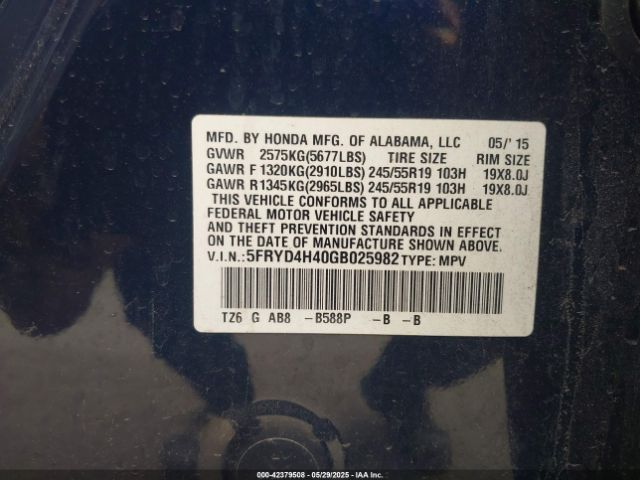 MFD. BY HONDA MFG. OF ALABAMA, LLC 05/'15
GVWR 2575KG(5677LBS) TIRE SIZE RIM SIZE
GAWR F 1320KG(2910LBS) 245/55R19 103H 19X8.0J
GAWR R1345KG(2965LBS) 245/55R19 103H 19X8.0J
THIS VEHICLE CONFORMS TO ALL APPLICABLE
FEDERAL MOTOR VEHICLE SAFETY
AND THEFT PREVENTION STANDARDS IN EFFECT
ON THE DATE OF MANUFACTURE SHOWN ABOVE.
V.I.N.: 5FRYD4H40GB025982 TYPE: MPV
TZ6 G AB8 -B588P -B -B
000-42379508 - 05/29/2025 - IAAI.com